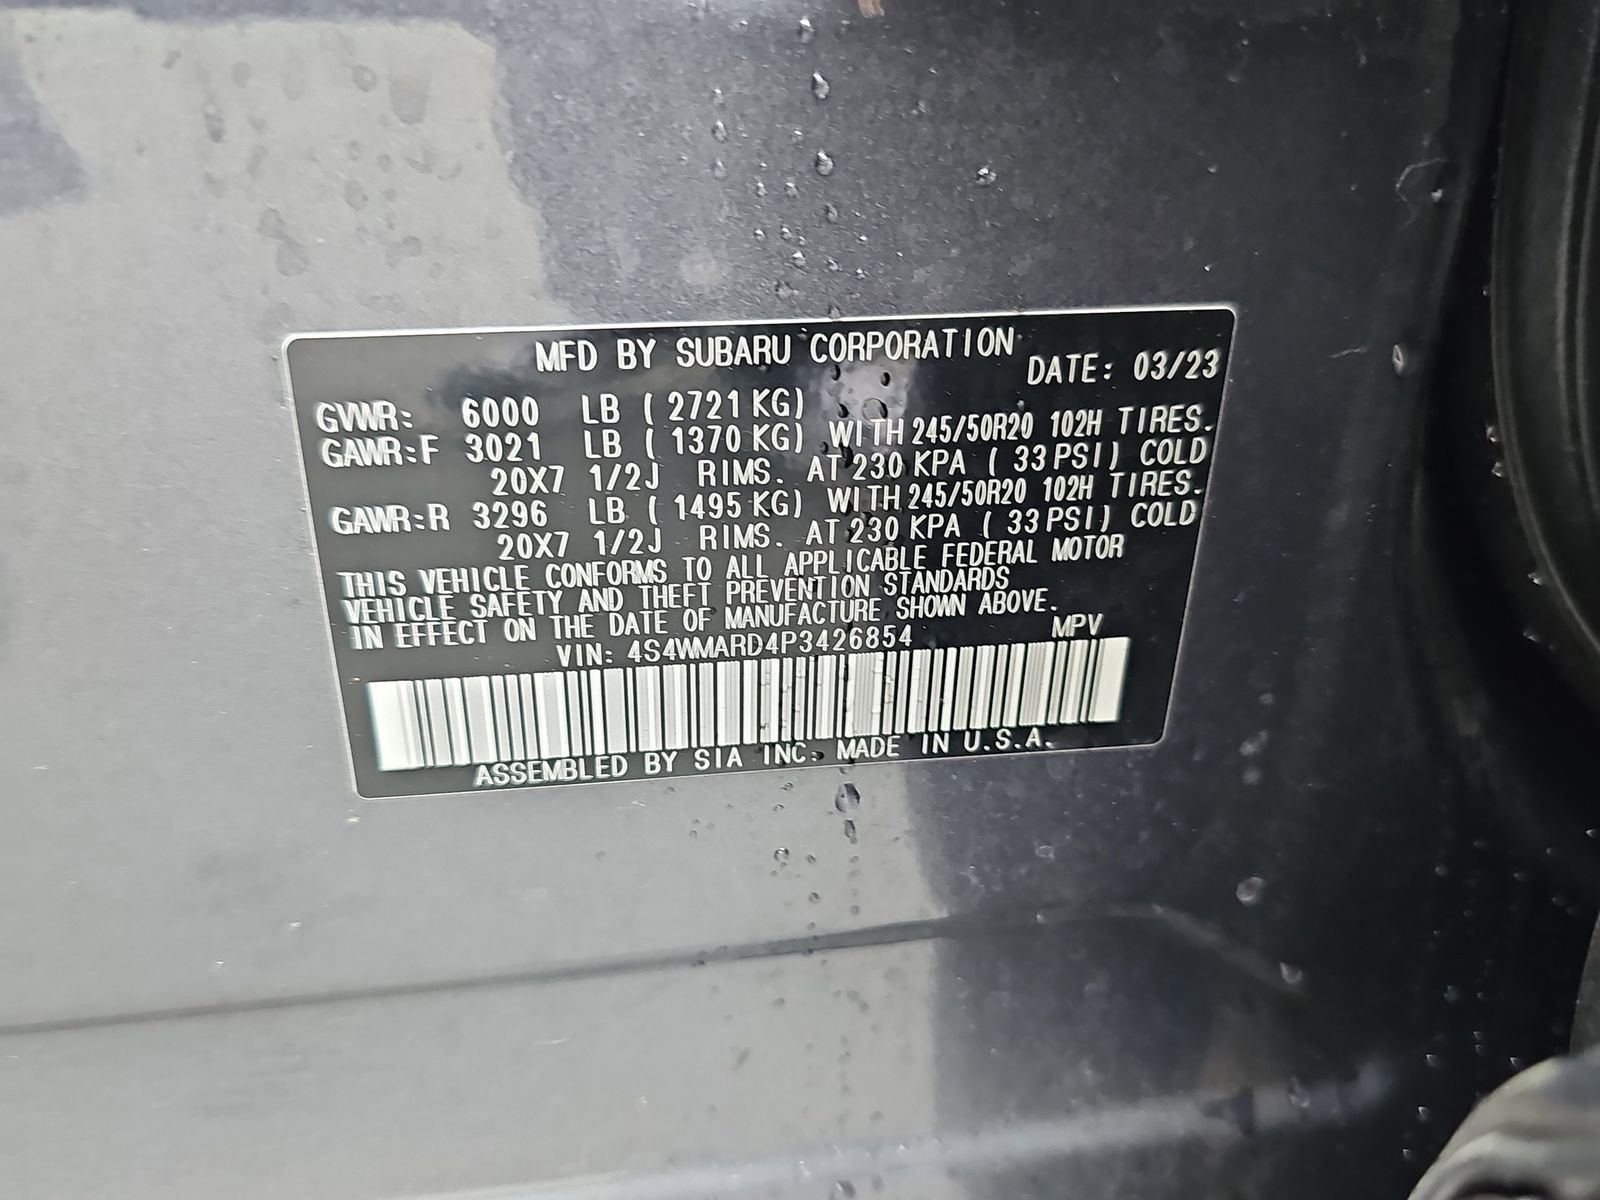 MFD BY SUBARU CORPORATION
DATE: 03/23
GVWR: 6000 LB ( 2721 KG)
GAWR:F 3021 LB ( 1370 KG) WITH 245/50R20 102H TIRES.
20X7 1/2J RIMS. AT 230 KPA ( 33 PSI) COLD
GAWR:R 3296 LB ( 1495 KG) WITH 245/50R20 102H TIRES.
20X7 1/2J RIMS. AT 230 KPA ( 33 PSI) COLD
THIS VEHICLE CONFORMS TO ALL APPLICABLE FEDERAL MOTOR
VEHICLE SAFETY AND THEFT PREVENTION STANDARDS
IN EFFECT ON THE DATE OF MANUFACTURE SHOWN ABOVE.
VIN: 4S4WMARD4P3426854 MPV
ASSEMBLED BY SIA INC. MADE IN U.S.A.